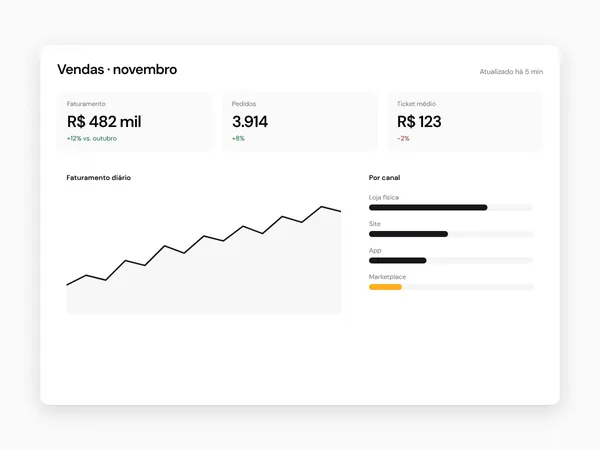 Vendas · novembro
Atualizado há 5 min
Faturamento
R$ 482 mil
+12% vs. outubro
Pedidos
3.914
+8%
Ticket médio
R$ 123
−2%
Faturamento diário
Por canal
Loja física
Site
App
Marketplace